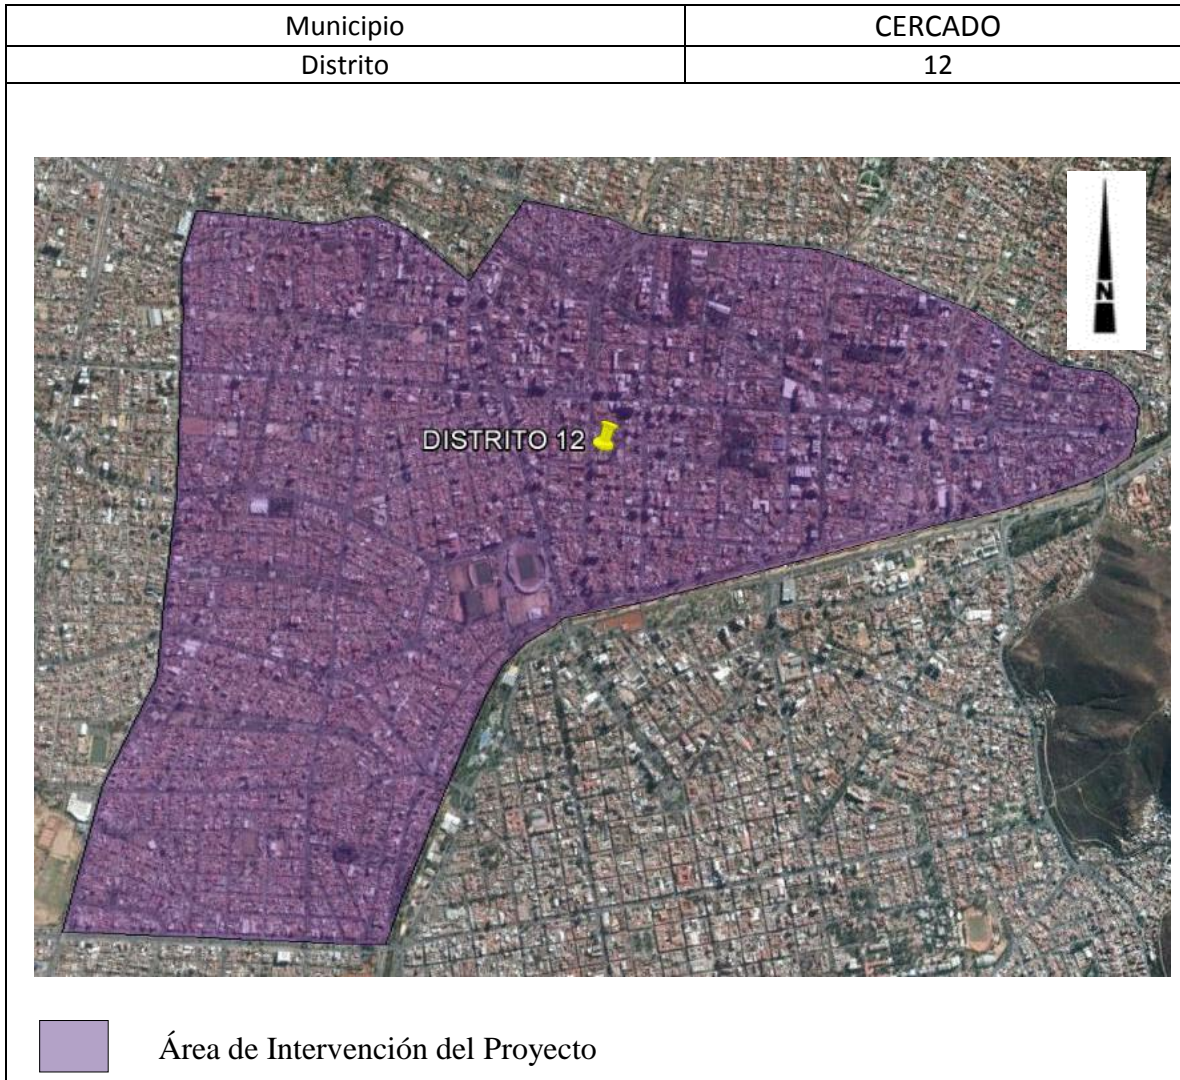 Municipio CERCADO
Distrito 12
N
DISTRITO 12
Área de Intervención del Proyecto